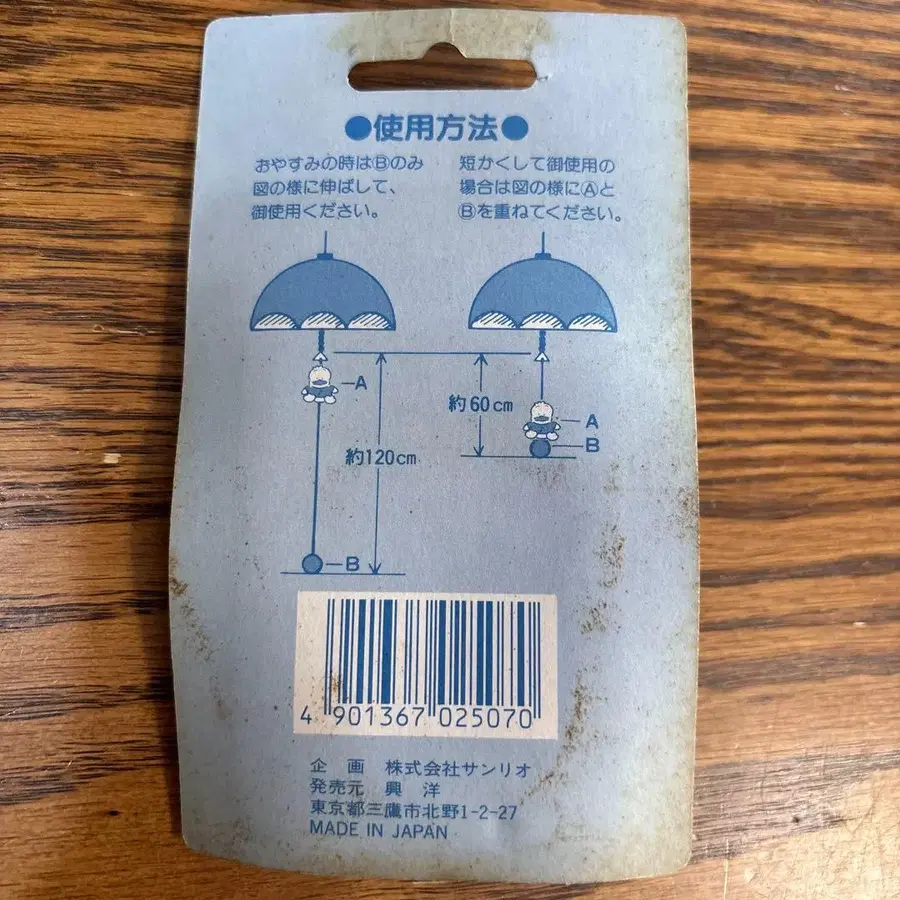 ●使用方法●
おやすみの時はⒷのみ
図の様に伸ばして、
御使用ください。
短かくして御使用の
場合は図の様にⒶと
Ⓑを重ねてください。
A
約120cm
B
約60cm
A
B
4 901367 025070
企 画 株式会社サンリオ
発売元 興 洋
東京都三鷹市北野1-2-27
MADE IN JAPAN